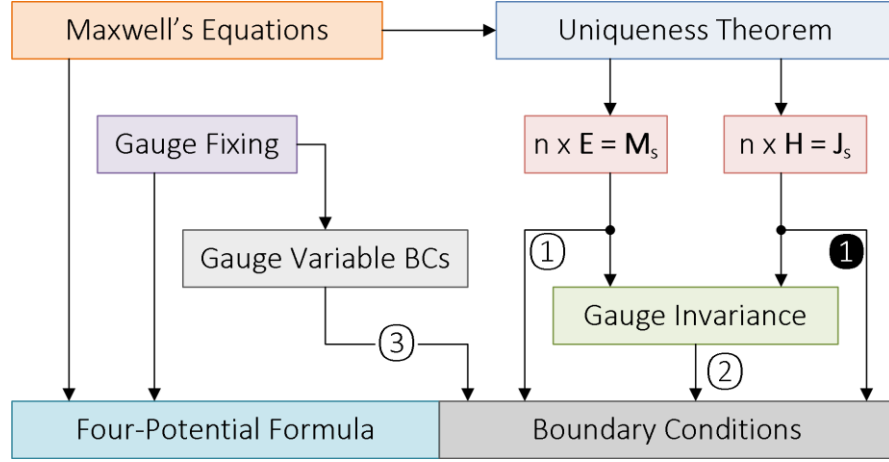 Maxwell's Equations
Uniqueness Theorem
Gauge Fixing
n x E = Mₛ
n x H = Jₛ
Gauge Variable BCs
1
1
Gauge Invariance
3
2
Four-Potential Formula
Boundary Conditions